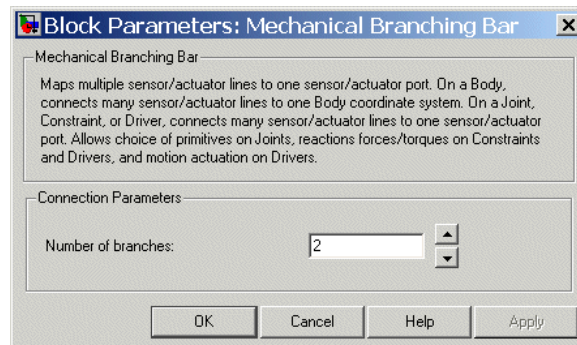 Block Parameters: Mechanical Branching Bar
Mechanical Branching Bar
Maps multiple sensor/actuator lines to one sensor/actuator port. On a Body,
connects many sensor/actuator lines to one Body coordinate system. On a Joint,
Constraint, or Driver, connects many sensor/actuator lines to one sensor/actuator
port. Allows choice of primitives on Joints, reactions forces/torques on Constraints
and Drivers, and motion actuation on Drivers.
Connection Parameters
Number of branches:
2
OK Cancel Help Apply